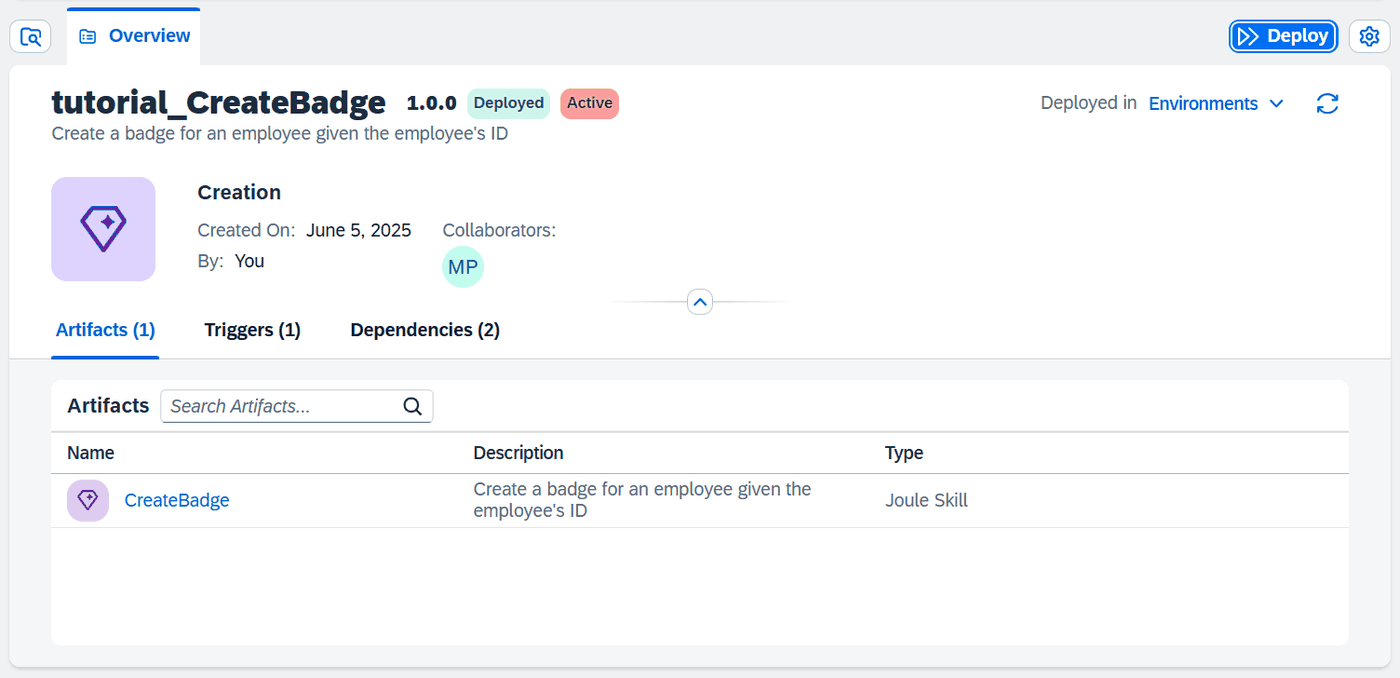 Overview
Deploy
tutorial_CreateBadge 1.0.0 Deployed Active
Deployed in Environments
Create a badge for an employee given the employee's ID
Creation
Created On: June 5, 2025 Collaborators:
By: You
MP
Artifacts (1) Triggers (1) Dependencies (2)
Artifacts Search Artifacts...
Name Description Type
CreateBadge
Create a badge for an employee given the
employee's ID
Joule Skill